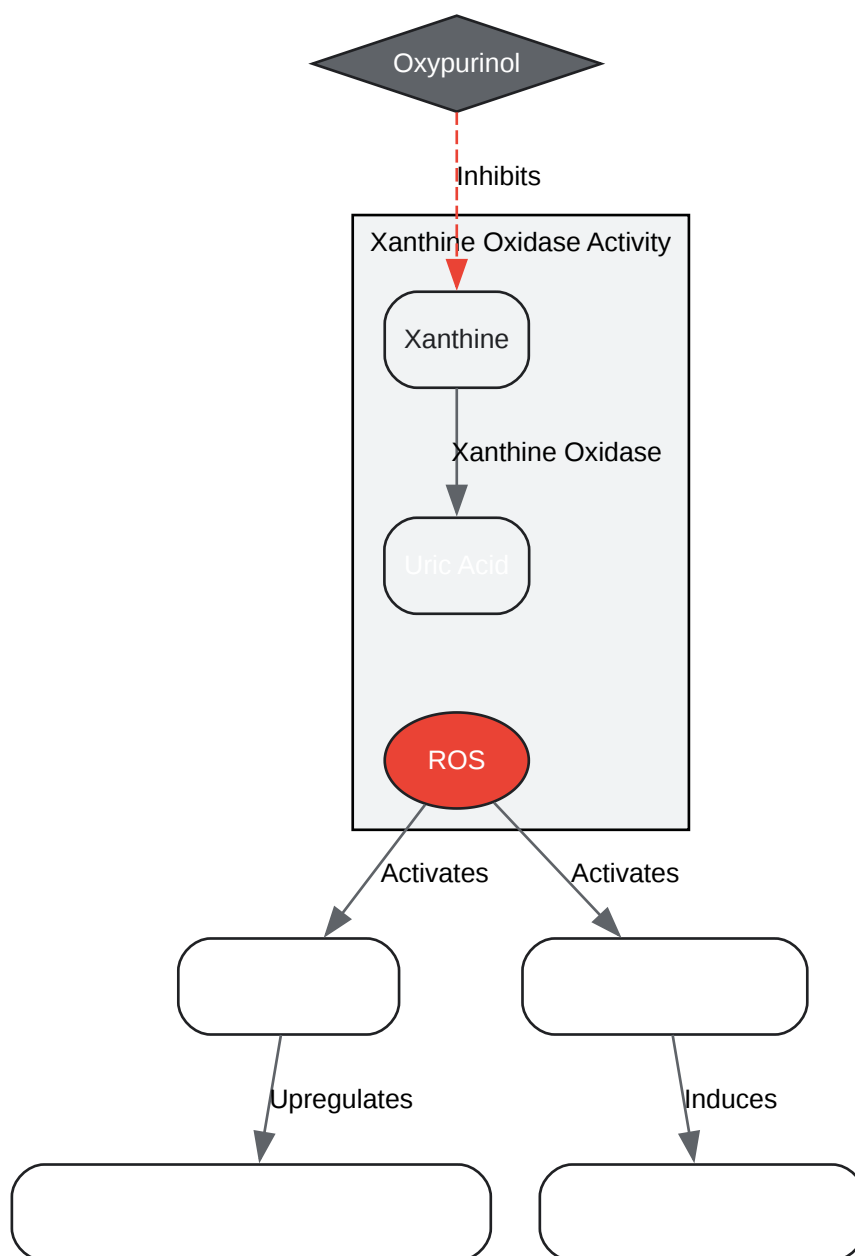 Oxypurinol
Inhibits
Xanthine Oxidase Activity
Xanthine
Xanthine Oxidase
Uric Acid
ROS
Activates
Activates
Upregulates
Induces